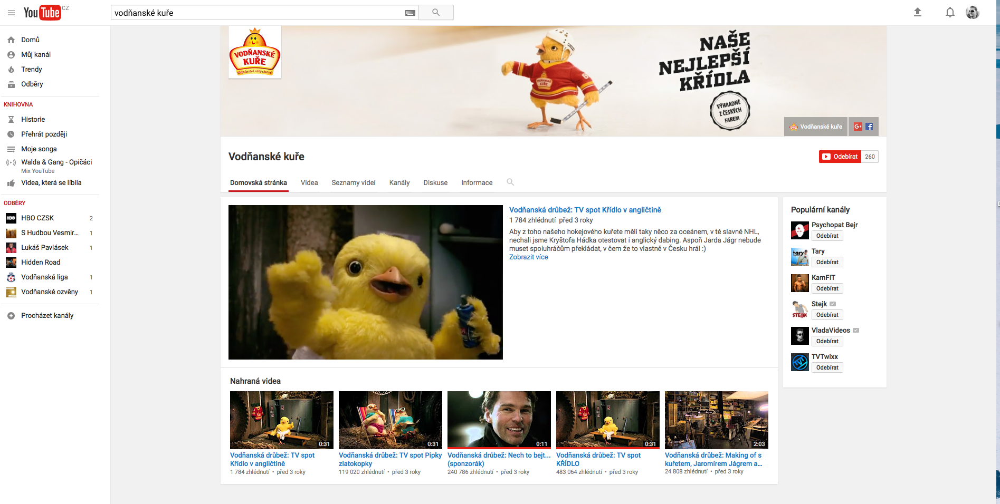 YouTube CZ
vodňanské kuře
Domů
Můj kanál
Trendy
Odběry
KNIHOVNA
Historie
Přehrát později
Moje songa
Walda & Gang - Opičáci
Mix YouTube
Videa, která se líbila
ODBĚRY
HBO CZSK 2
S Hudbou Vesmír... 1
Lukáš Pavlásek 1
Hidden Road
Vodňanská liga 1
Vodňanské ozvěny 1
Procházet kanály
VODŇANSKÉ
KUŘE
Vždy čerstvé, vždy chutné!
NAŠE
NEJLEPŠÍ
KŘÍDLA
VÝHRADNĚ
Z ČESKÝCH
FAREM
Vodňanské kuře
Vodňanské kuře
Odebírat 260
Domovská stránka Videa Seznamy videí Kanály Diskuse Informace
Vodňanská drůbež: TV spot Křídlo v angličtině
1 784 zhlédnutí před 3 roky
Aby z toho našeho hokejového kuřete měli taky něco za oceánem, v té slavné NHL,
nechali jsme Kryštofa Hádka otestovat i anglický dabing. Aspoň Jarda Jágr nebude
muset spoluhráčům překládat, v čem že to vlastně v Česku hrál :)
Zobrazit více
Nahraná videa
0:31
Vodňanská drůbež: TV spot
Křídlo v angličtině
1 784 zhlédnutí • před 3 roky
0:31
Vodňanská drůbež: TV spot Pipky
zlatokopky
119 020 zhlédnutí • před 3 roky
0:11
Vodňanská drůbež: Nech to bejt...
(sponzorák)
240 786 zhlédnutí • před 3 roky
0:31
Vodňanská drůbež: TV spot
KŘÍDLO
483 064 zhlédnutí • před 3 roky
2:03
Vodňanská drůbež: Making of s
kuřetem, Jaromírem Jágrem a...
24 808 zhlédnutí • před 3 roky
Populární kanály
Psychopat Bejr
Odebírat
Tary
Odebírat
KamFIT
Odebírat
Stejk
Odebírat
VladaVideos
Odebírat
TVTwixx
Odebírat